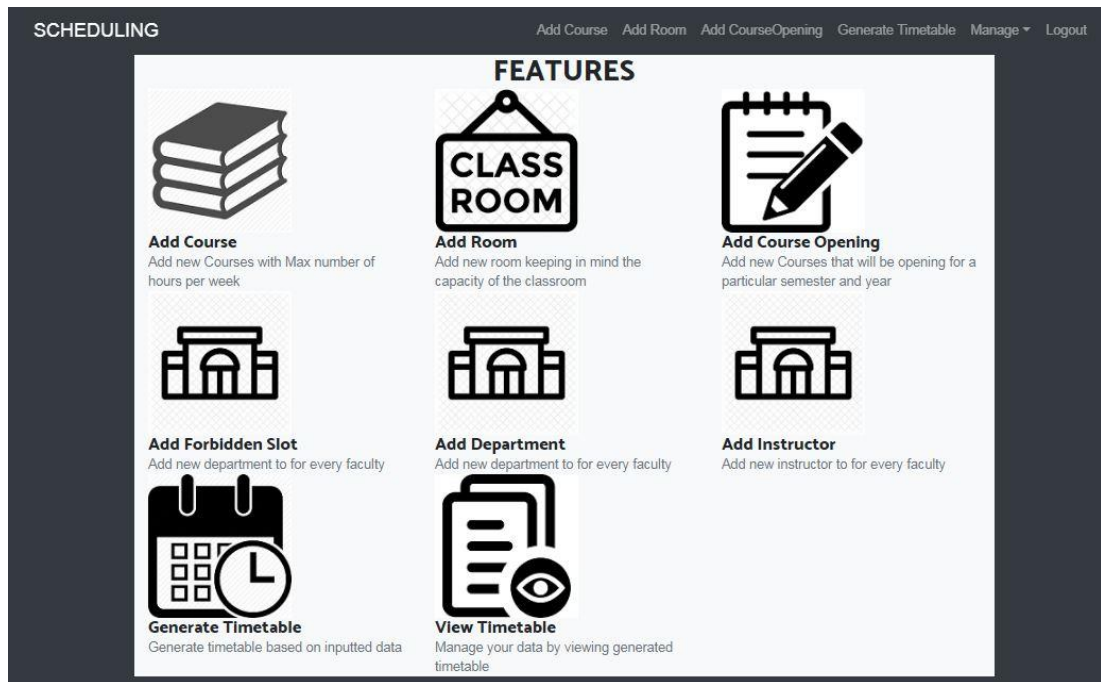 SCHEDULING
Add Course Add Room Add CourseOpening Generate Timetable Manage Logout
FEATURES
CLASS
ROOM
Add Course
Add new Courses with Max number of
hours per week
Add Room
Add new room keeping in mind the
capacity of the classroom
Add Course Opening
Add new Courses that will be opening for a
particular semester and year
Add Forbidden Slot
Add new department to for every faculty
Add Department
Add new department to for every faculty
Add Instructor
Add new instructor to for every faculty
Generate Timetable
Generate timetable based on inputted data
View Timetable
Manage your data by viewing generated
timetable